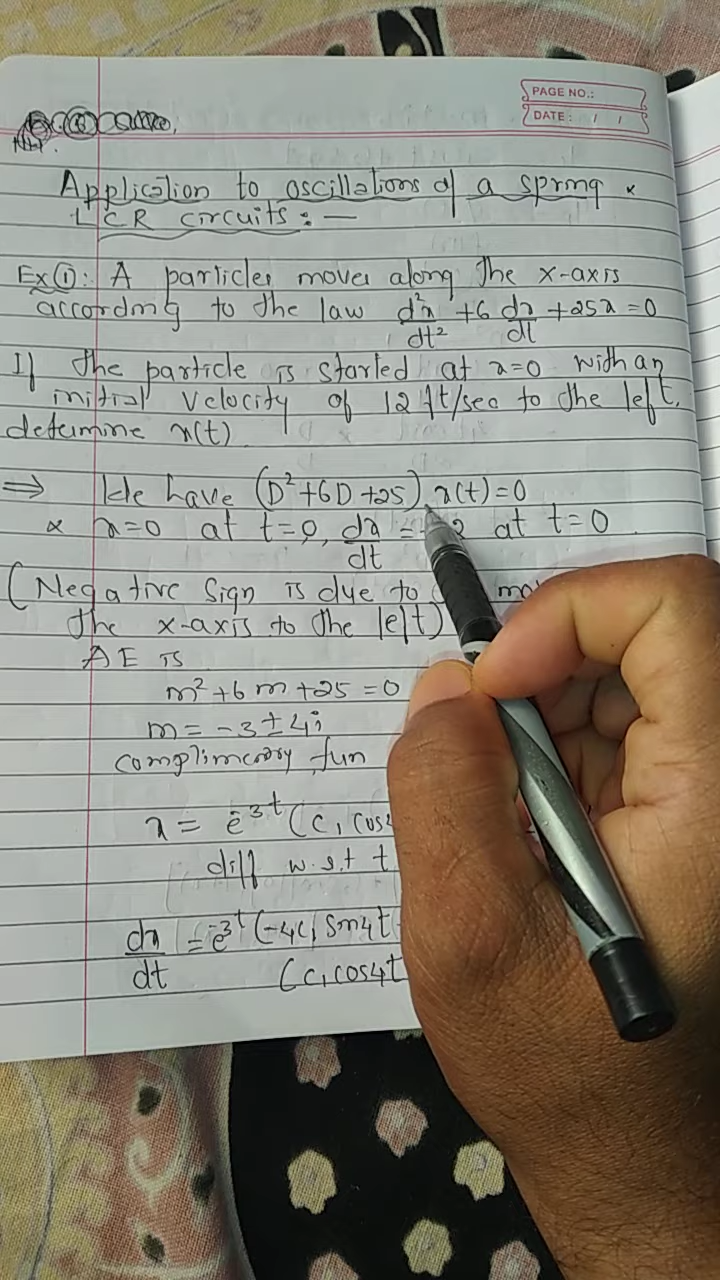 PAGE NO.:
DATE: / /
Application to oscillations of a spring &
LCR circuits: —
Ex①: A particles moves along the x-axis
according to the law d²x/dt² + 6 dx/dt + 25x = 0
If the particle is started at x=0 with an
initial velocity of 12 ft/sec to the left,
determine x(t)
⇒ We have (D²+6D+25) x(t)=0
& x=0 at t=0, dx/dt = 2 at t=0
(Negative sign is due to
the x-axis to the left)
AE is
m²+6m+25=0
m = -3±4i
complimenory fun
x = e⁻³ᵗ (c₁ cos
diff w.r.t t
dx/dt = e⁻³ᵗ (-4c₁ sin4t
(c₁cos4t